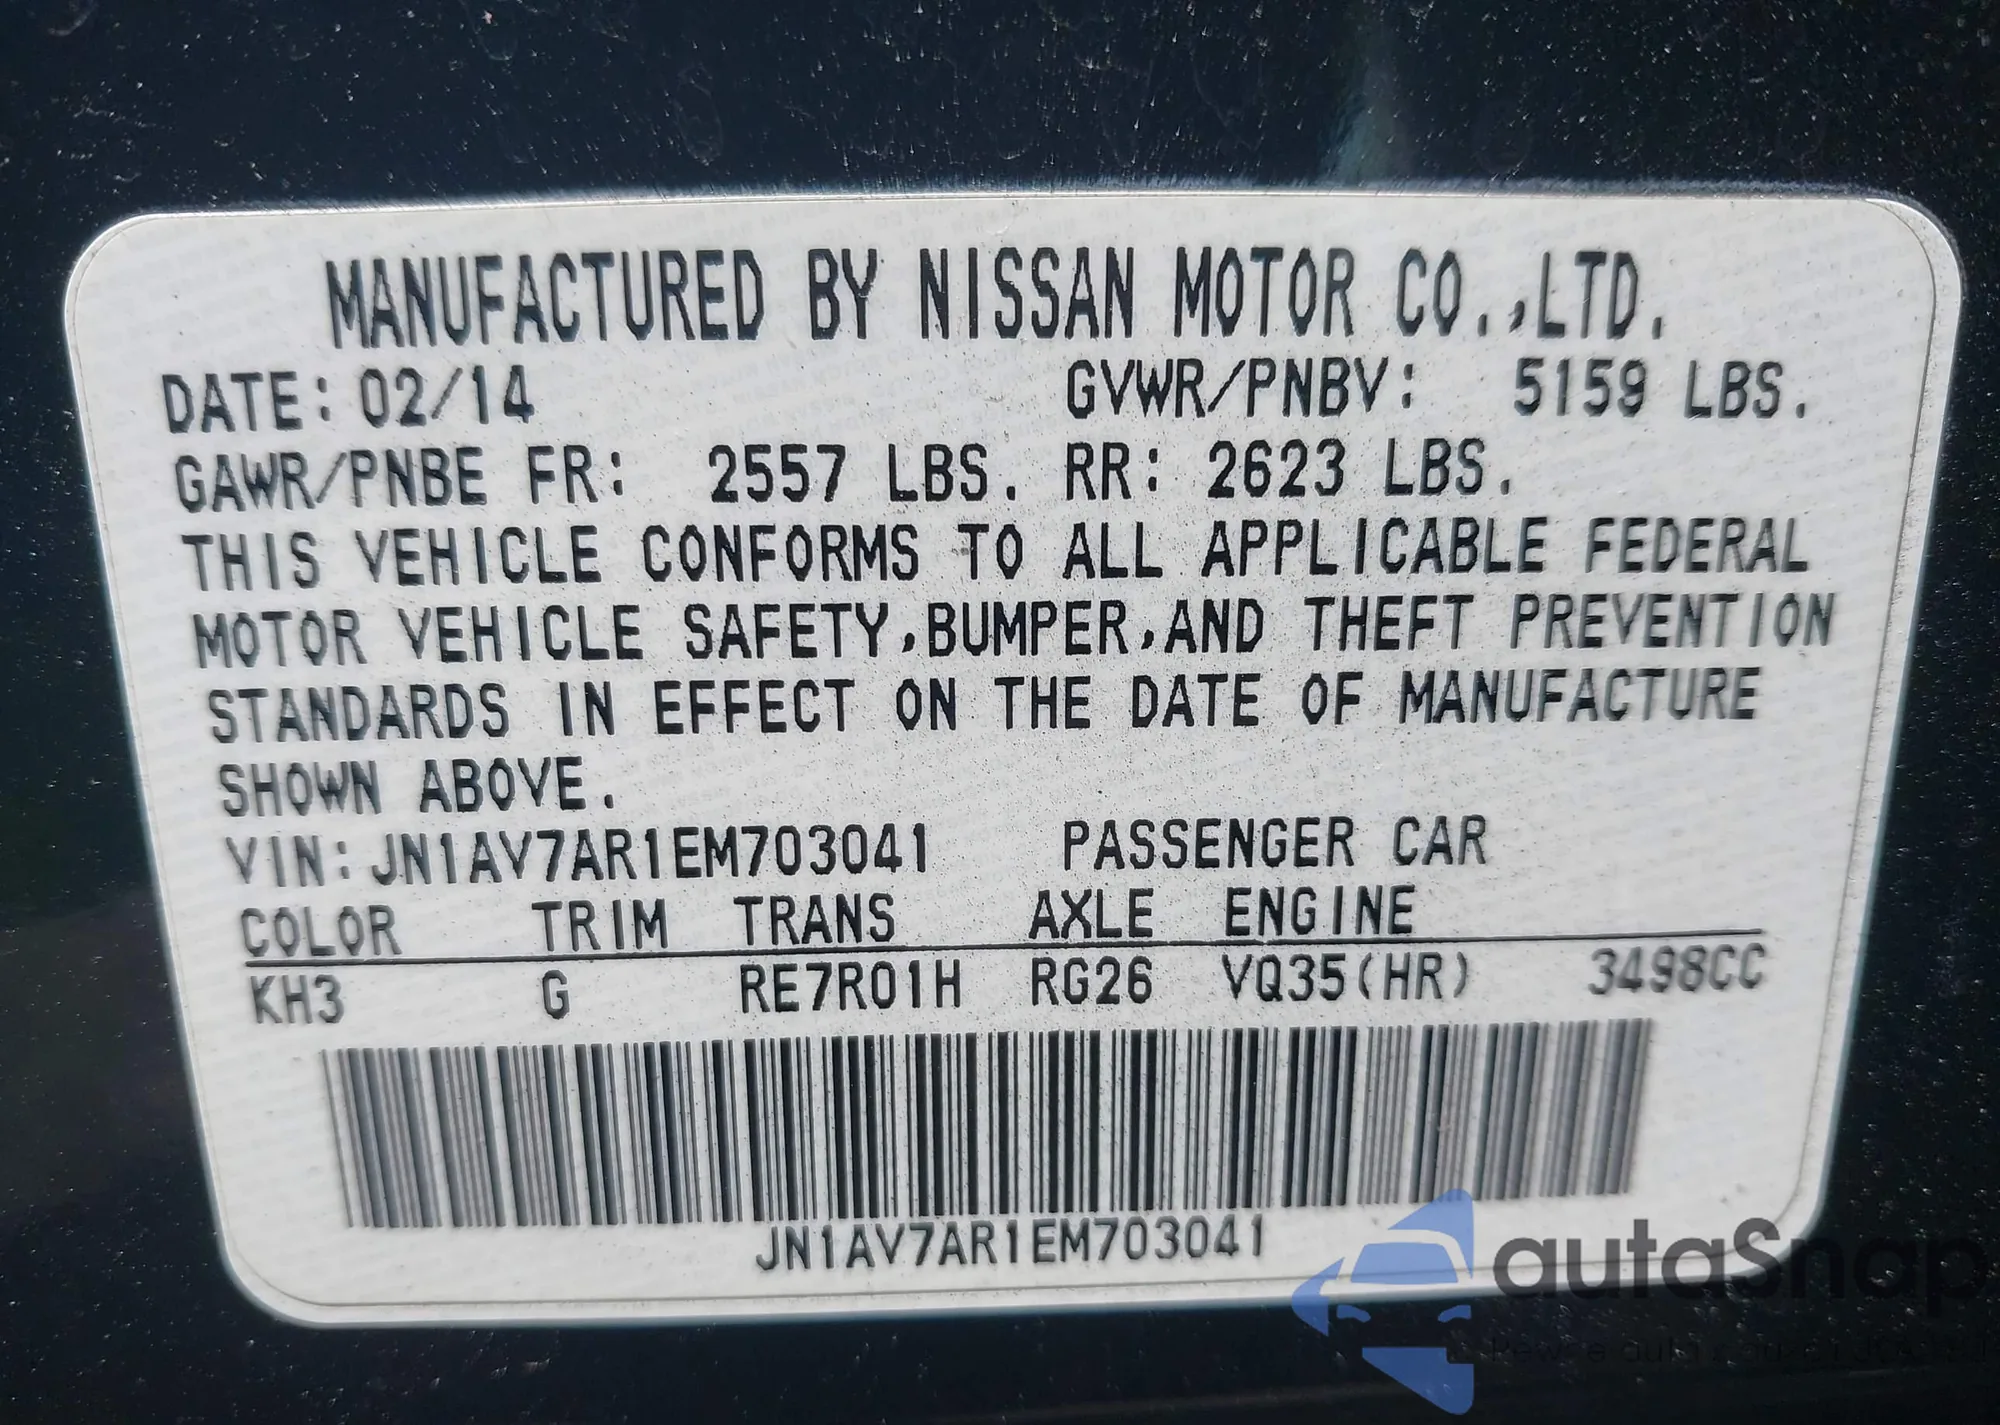 MANUFACTURED BY NISSAN MOTOR CO.,LTD.
DATE: 02/14 GVWR/PNBV: 5159 LBS.
GAWR/PNBE FR: 2557 LBS. RR: 2623 LBS.
THIS VEHICLE CONFORMS TO ALL APPLICABLE FEDERAL
MOTOR VEHICLE SAFETY,BUMPER,AND THEFT PREVENTION
STANDARDS IN EFFECT ON THE DATE OF MANUFACTURE
SHOWN ABOVE.
VIN: JN1AV7AR1EM703041 PASSENGER CAR
COLOR TRIM TRANS AXLE ENGINE
KH3 G RE7R01H RG26 VQ35(HR) 3498CC
JN1AV7AR1EM703041
autaSnap